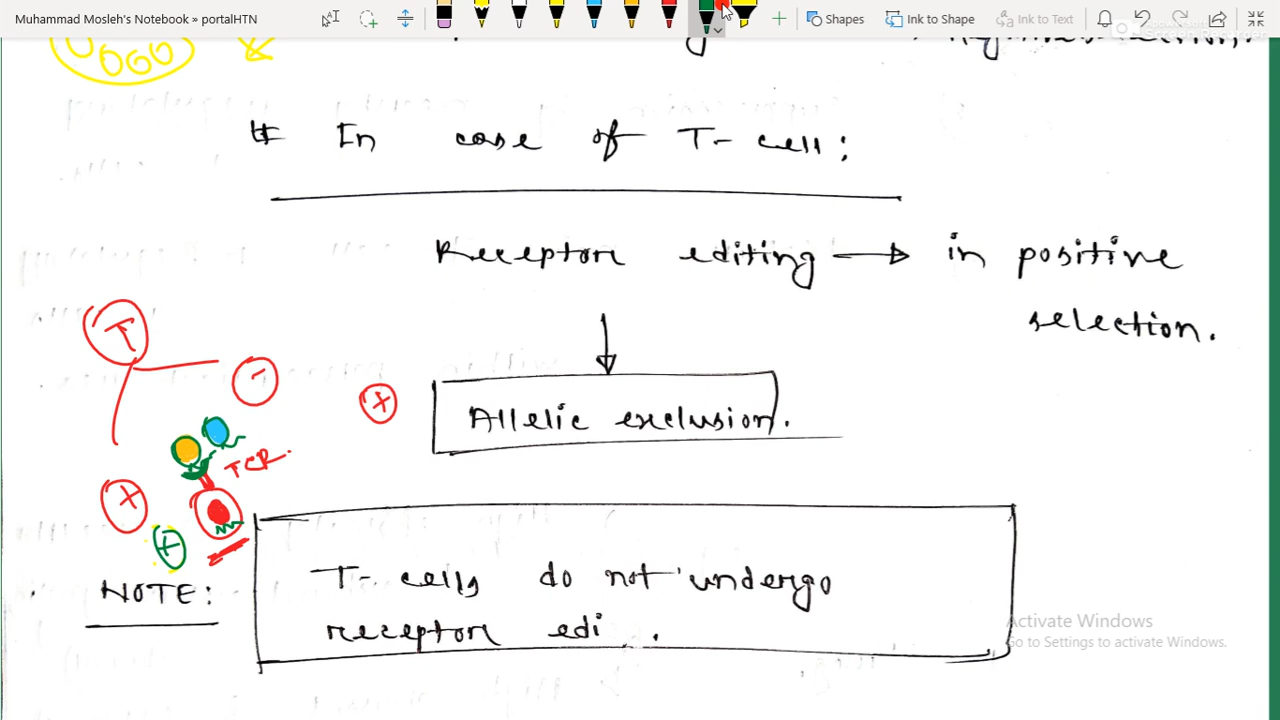 Muhammad Mosleh's Notebook » portalHTN
Shapes
Ink to Shape
Ink to Text
# In case of T-cell:
Receptor editing → in positive
selection.
T
-
+
Allelic exclusion.
TCR.
+
+
NOTE:
T-cells do not undergo
receptor edi .
Activate Windows
Go to Settings to activate Windows.